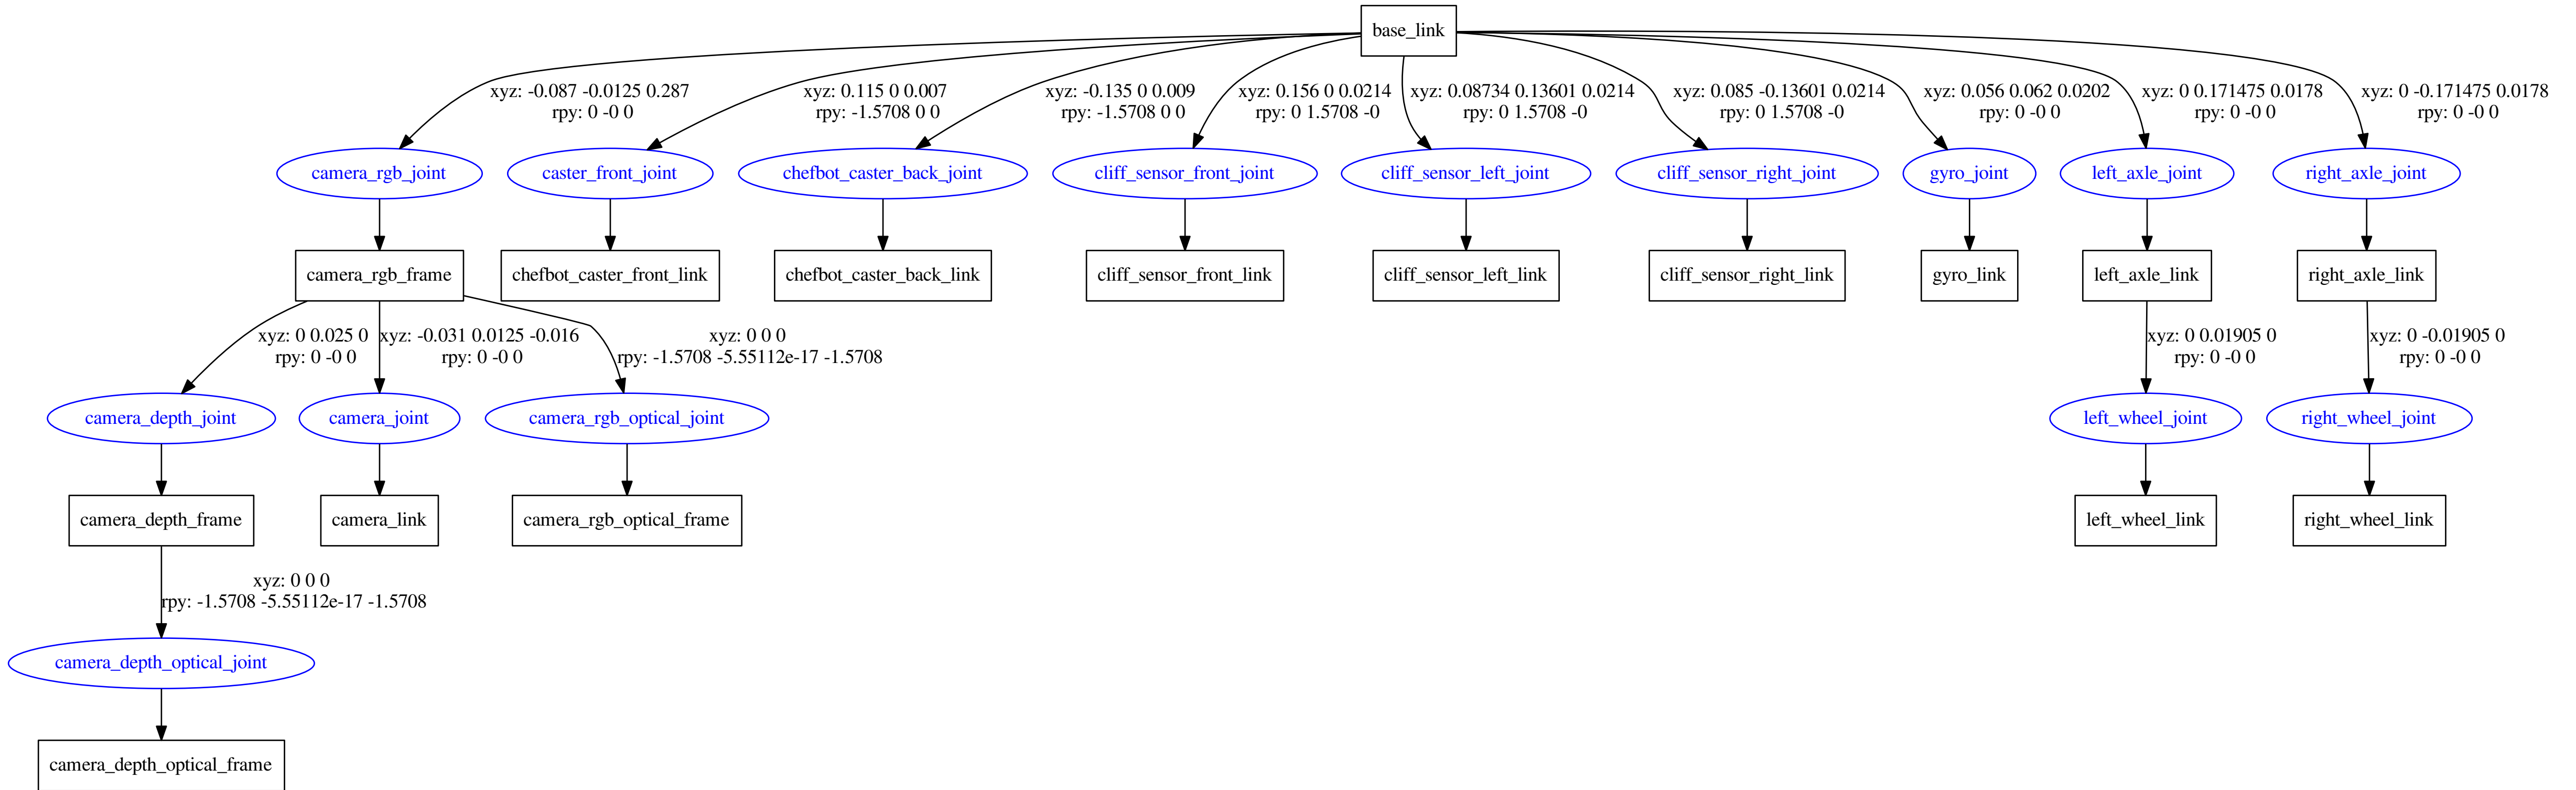 base_link
xyz: -0.087 -0.0125 0.287
rpy: 0 -0 0
xyz: 0.115 0 0.007
rpy: -1.5708 0 0
xyz: -0.135 0 0.009
rpy: -1.5708 0 0
xyz: 0.156 0 0.0214
rpy: 0 1.5708 -0
xyz: 0.08734 0.13601 0.0214
rpy: 0 1.5708 -0
xyz: 0.085 -0.13601 0.0214
rpy: 0 1.5708 -0
xyz: 0.056 0.062 0.0202
rpy: 0 -0 0
xyz: 0 0.171475 0.0178
rpy: 0 -0 0
xyz: 0 -0.171475 0.0178
rpy: 0 -0 0
camera_rgb_joint
caster_front_joint
chefbot_caster_back_joint
cliff_sensor_front_joint
cliff_sensor_left_joint
cliff_sensor_right_joint
gyro_joint
left_axle_joint
right_axle_joint
camera_rgb_frame
chefbot_caster_front_link
chefbot_caster_back_link
cliff_sensor_front_link
cliff_sensor_left_link
cliff_sensor_right_link
gyro_link
left_axle_link
right_axle_link
xyz: 0 0.025 0
rpy: 0 -0 0
xyz: -0.031 0.0125 -0.016
rpy: 0 -0 0
xyz: 0 0 0
rpy: -1.5708 -5.55112e-17 -1.5708
xyz: 0 0.01905 0
rpy: 0 -0 0
xyz: 0 -0.01905 0
rpy: 0 -0 0
camera_depth_joint
camera_joint
camera_rgb_optical_joint
left_wheel_joint
right_wheel_joint
camera_depth_frame
camera_link
camera_rgb_optical_frame
left_wheel_link
right_wheel_link
xyz: 0 0 0
rpy: -1.5708 -5.55112e-17 -1.5708
camera_depth_optical_joint
camera_depth_optical_frame